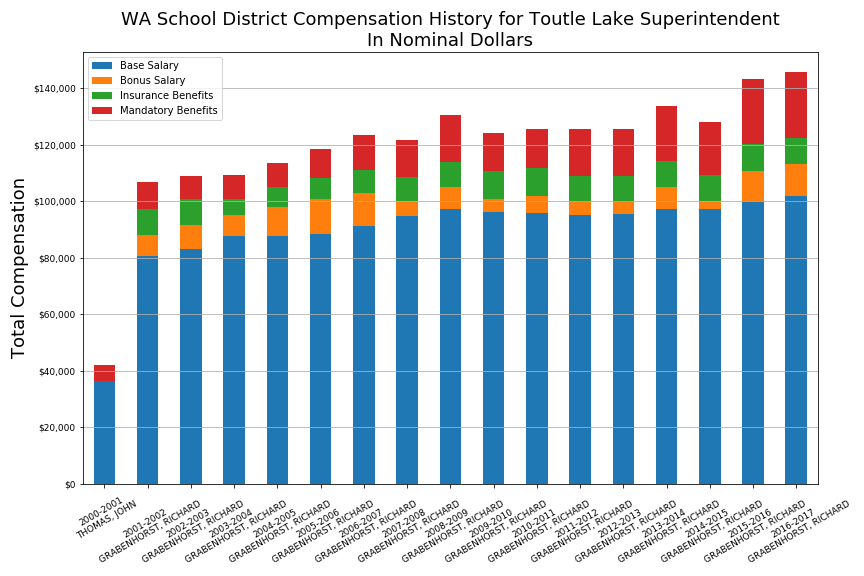 WA School District Compensation History for Toutle Lake Superintendent
In Nominal Dollars
Base Salary
Bonus Salary
Insurance Benefits
Mandatory Benefits
Total Compensation
$140,000
$120,000
$100,000
$80,000
$60,000
$40,000
$20,000
$0
2000-2001
THOMAS, JOHN
2001-2002
GRABENHORST, RICHARD
2002-2003
GRABENHORST, RICHARD
2003-2004
GRABENHORST, RICHARD
2004-2005
GRABENHORST, RICHARD
2005-2006
GRABENHORST, RICHARD
2006-2007
GRABENHORST, RICHARD
2007-2008
GRABENHORST, RICHARD
2008-2009
GRABENHORST, RICHARD
2009-2010
GRABENHORST, RICHARD
2010-2011
GRABENHORST, RICHARD
2011-2012
GRABENHORST, RICHARD
2012-2013
GRABENHORST, RICHARD
2013-2014
GRABENHORST, RICHARD
2014-2015
GRABENHORST, RICHARD
2015-2016
GRABENHORST, RICHARD
2016-2017
GRABENHORST, RICHARD